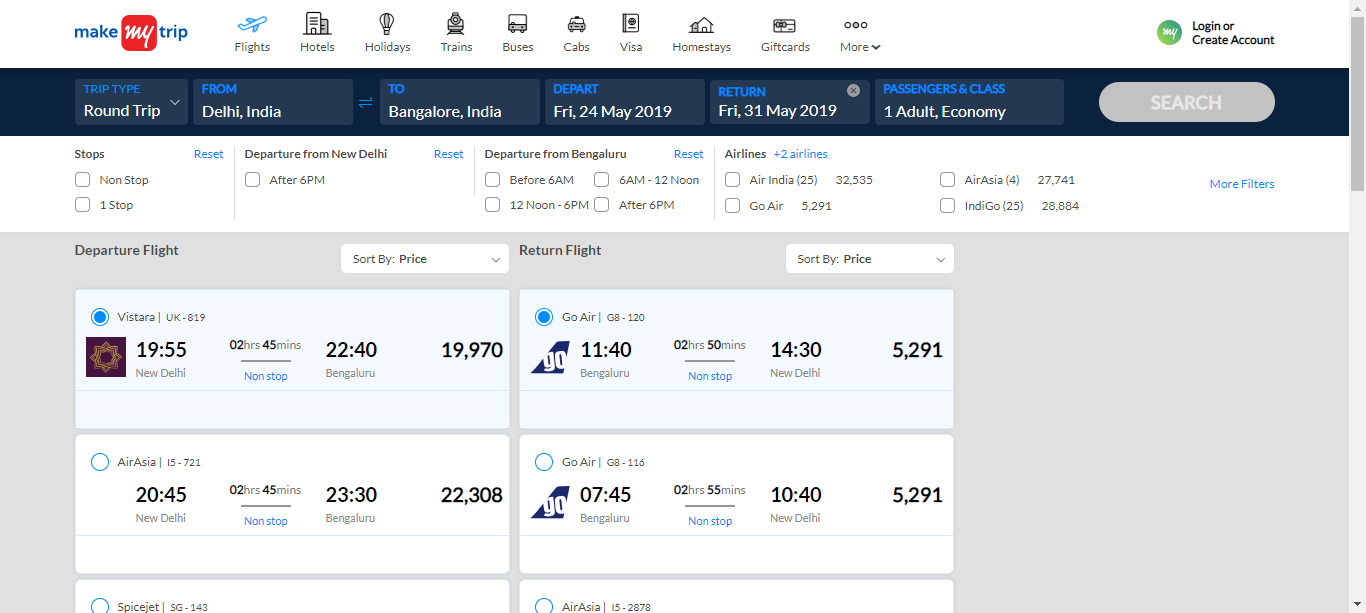 make my trip
Flights
Hotels
Holidays
Trains
Buses
Cabs
Visa
Homestays
Giftcards
More
my
Login or
Create Account
TRIP TYPE
Round Trip
FROM
Delhi, India
TO
Bangalore, India
DEPART
Fri, 24 May 2019
RETURN
Fri, 31 May 2019
PASSENGERS & CLASS
1 Adult, Economy
SEARCH
Stops Reset
Non Stop
1 Stop
Departure from New Delhi Reset
After 6PM
Departure from Bengaluru Reset
Before 6AM 6AM - 12 Noon
12 Noon - 6PM After 6PM
Airlines +2 airlines
Air India (25) 32,535 AirAsia (4) 27,741
Go Air 5,291 IndiGo (25) 28,884
More Filters
Departure Flight
Sort By: Price
Return Flight
Sort By: Price
Vistara | UK - 819
19:55 02hrs 45mins 22:40 19,970
New Delhi Non stop Bengaluru
Go Air | G8 - 120
go 11:40 02hrs 50mins 14:30 5,291
Bengaluru Non stop New Delhi
AirAsia | I5 - 721
20:45 02hrs 45mins 23:30 22,308
New Delhi Non stop Bengaluru
Go Air | G8 - 116
go 07:45 02hrs 55mins 10:40 5,291
Bengaluru Non stop New Delhi
Spicejet | SG - 143
AirAsia | I5 - 2878